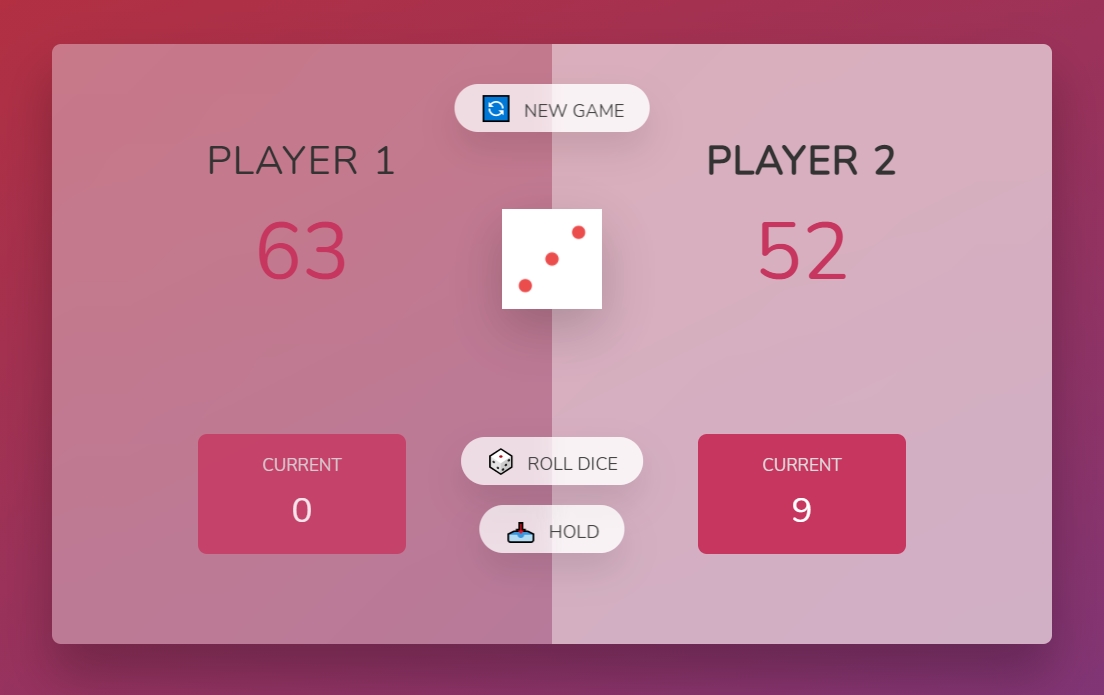 NEW GAME
PLAYER 1
63
CURRENT
0
PLAYER 2
52
CURRENT
9
ROLL DICE
HOLD